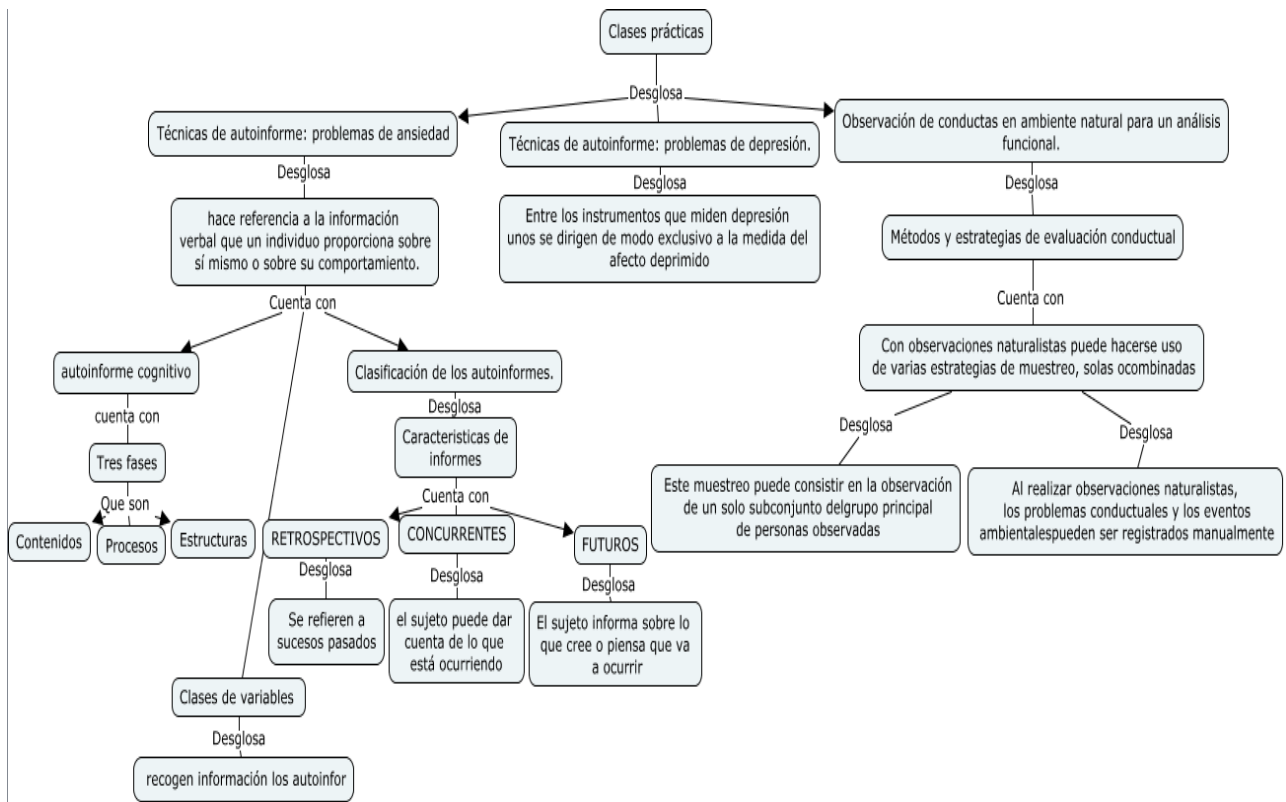 Clases prácticas
Desglosa
Técnicas de autoinforme: problemas de ansiedad
Desglosa
hace referencia a la información
verbal que un individuo proporciona sobre
sí mismo o sobre su comportamiento.
Cuenta con
autoinforme cognitivo
cuenta con
Tres fases
Que son
Contenidos
Procesos
Estructuras
Clasificación de los autoinformes.
Desglosa
Caracteristicas de
informes
Cuenta con
RETROSPECTIVOS
Desglosa
Se refieren a
sucesos pasados
CONCURRENTES
Desglosa
el sujeto puede dar
cuenta de lo que
está ocurriendo
FUTUROS
Desglosa
El sujeto informa sobre lo
que cree o piensa que va
a ocurrir
Clases de variables
Desglosa
recogen información los autoinfor
Técnicas de autoinforme: problemas de depresión.
Desglosa
Entre los instrumentos que miden depresión
unos se dirigen de modo exclusivo a la medida del
afecto deprimido
Observación de conductas en ambiente natural para un análisis
funcional.
Desglosa
Métodos y estrategias de evaluación conductual
Cuenta con
Con observaciones naturalistas puede hacerse uso
de varias estrategias de muestreo, solas ocombinadas
Desglosa
Este muestreo puede consistir en la observación
de un solo subconjunto delgrupo principal
de personas observadas
Desglosa
Al realizar observaciones naturalistas,
los problemas conductuales y los eventos
ambientalespueden ser registrados manualmente